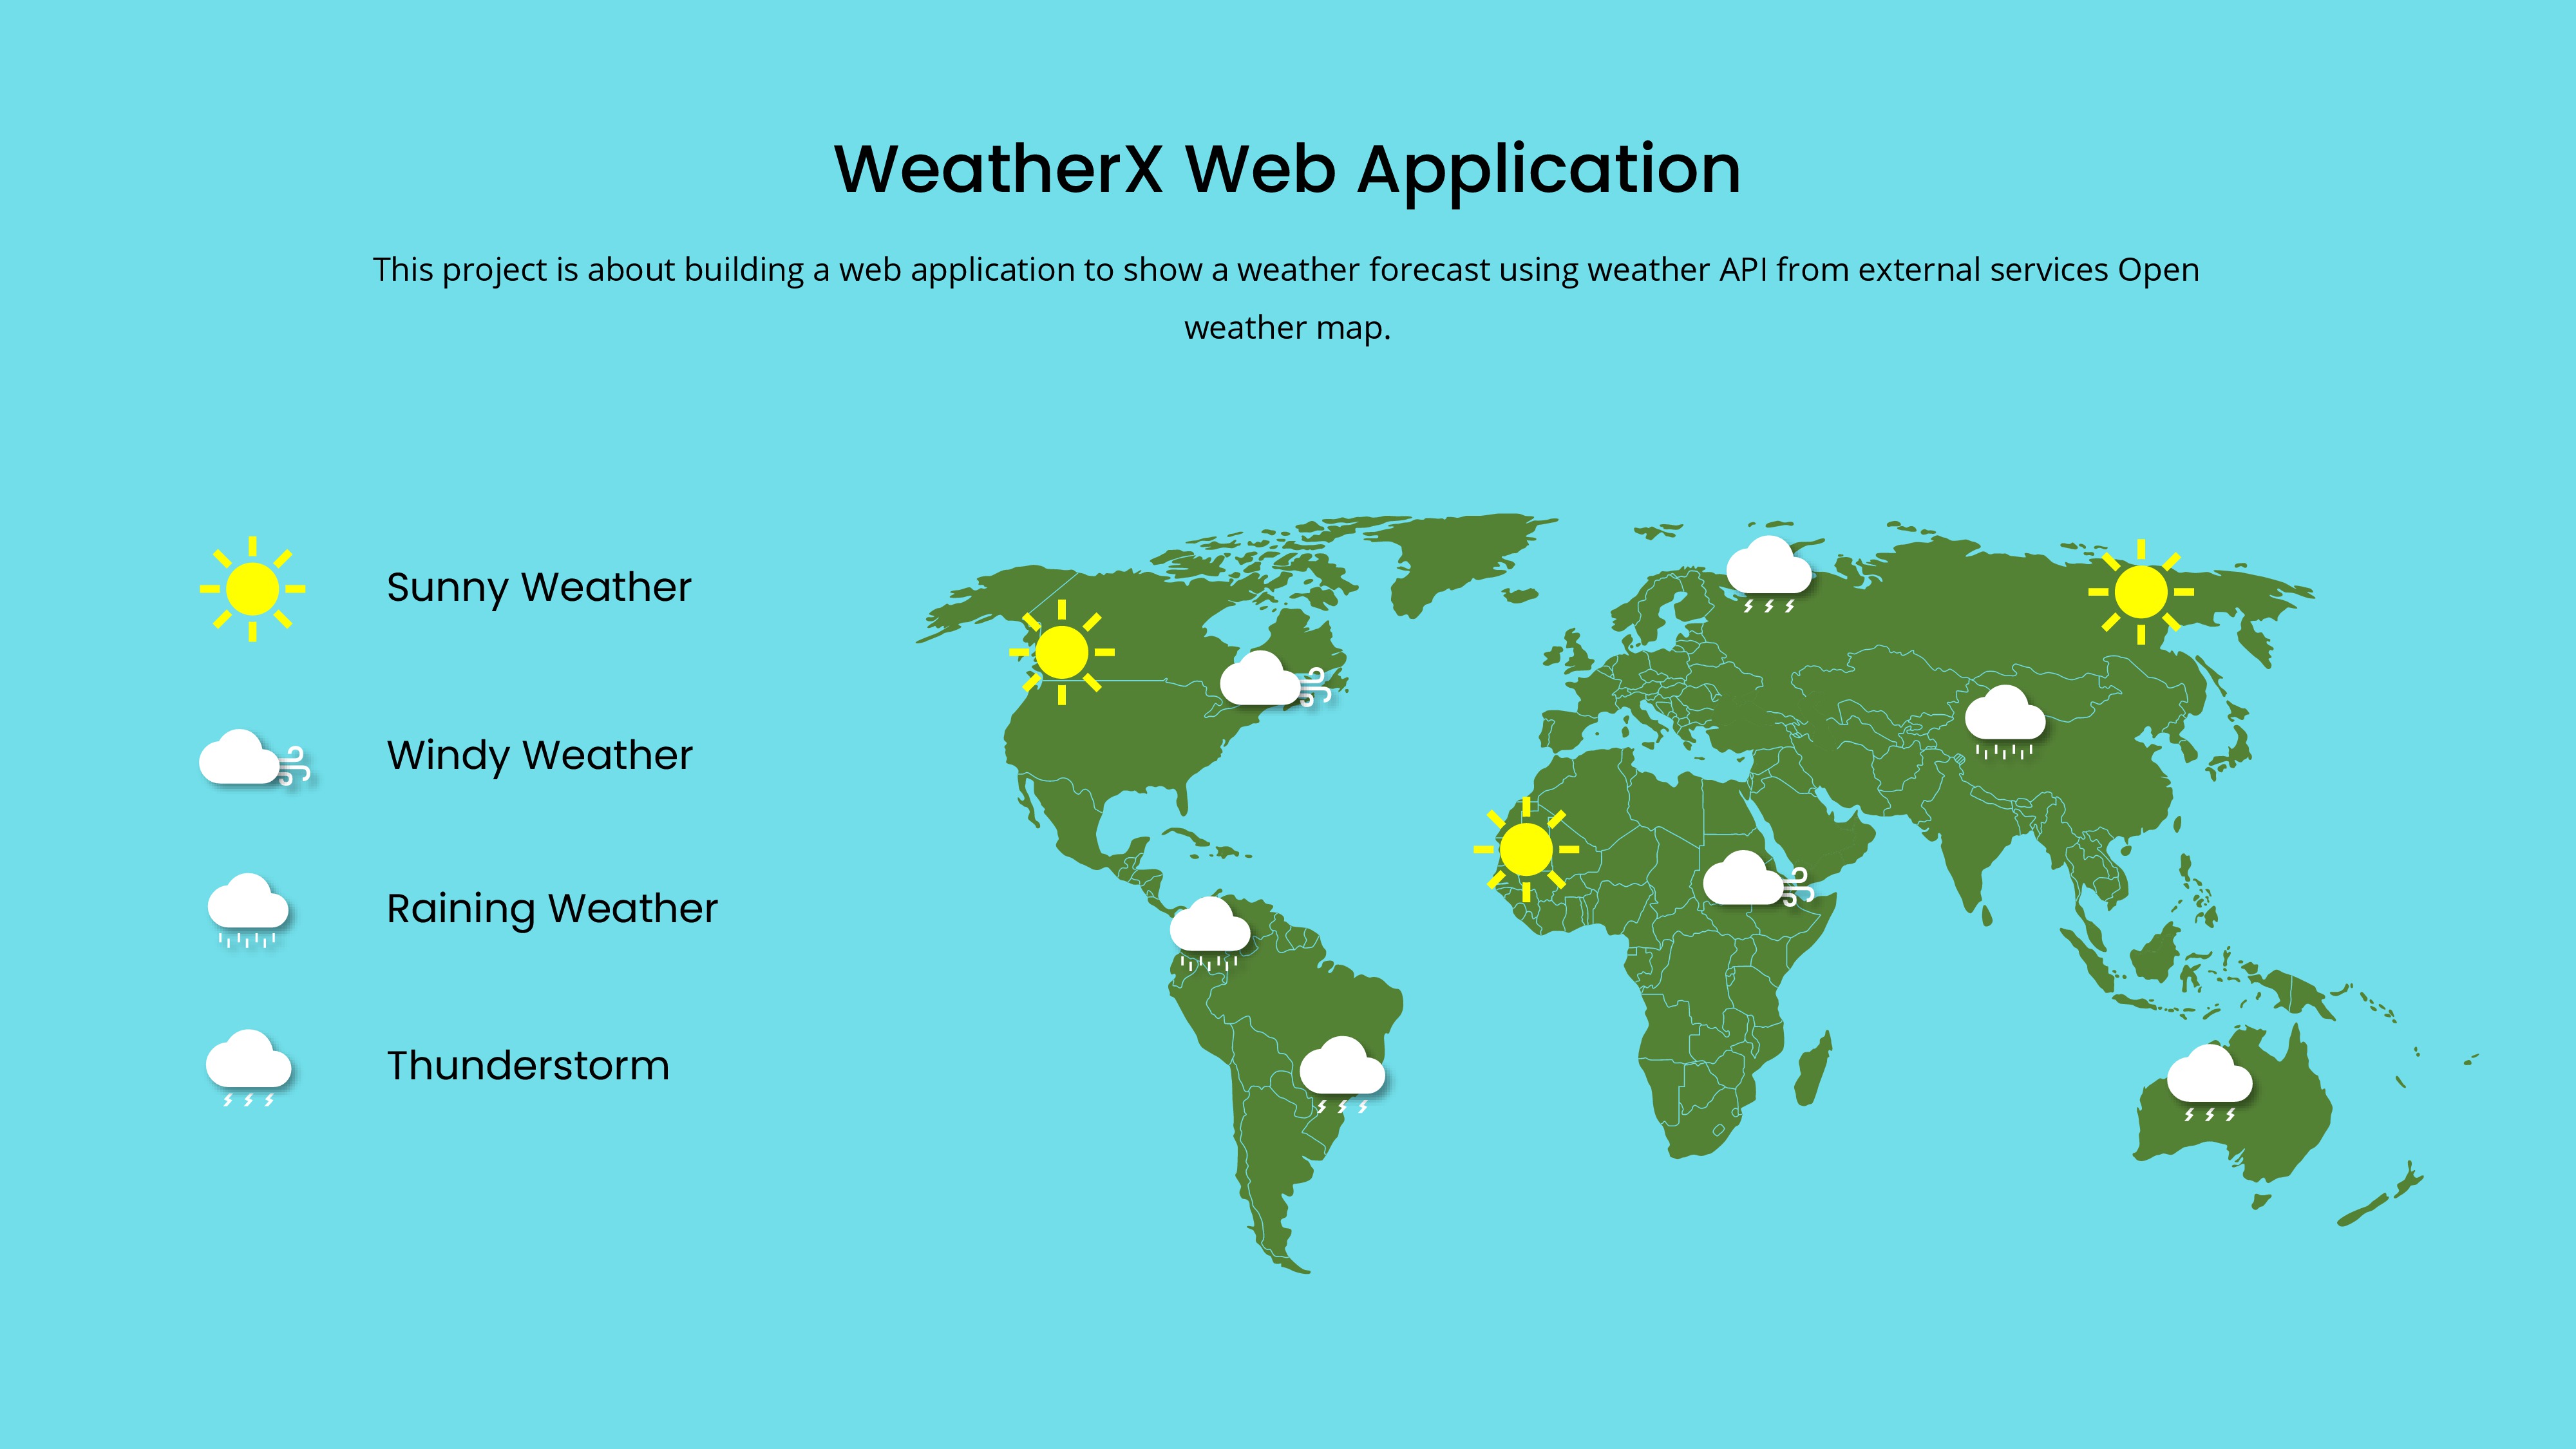 WeatherX Web Application
This project is about building a web application to show a weather forecast using weather API from external services Open
weather map.
Sunny Weather
Windy Weather
Raining Weather
Thunderstorm